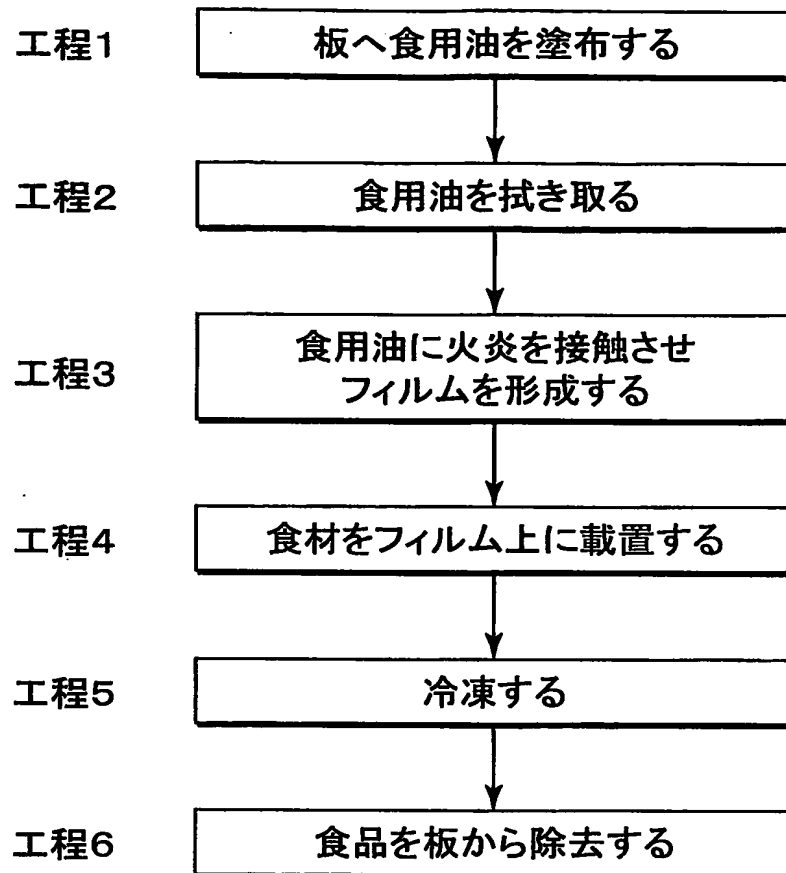 工程1
板へ食用油を塗布する
工程2
食用油を拭き取る
工程3
食用油に火炎を接触させ
フィルムを形成する
工程4
食材をフィルム上に載置する
工程5
冷凍する
工程6
食品を板から除去する